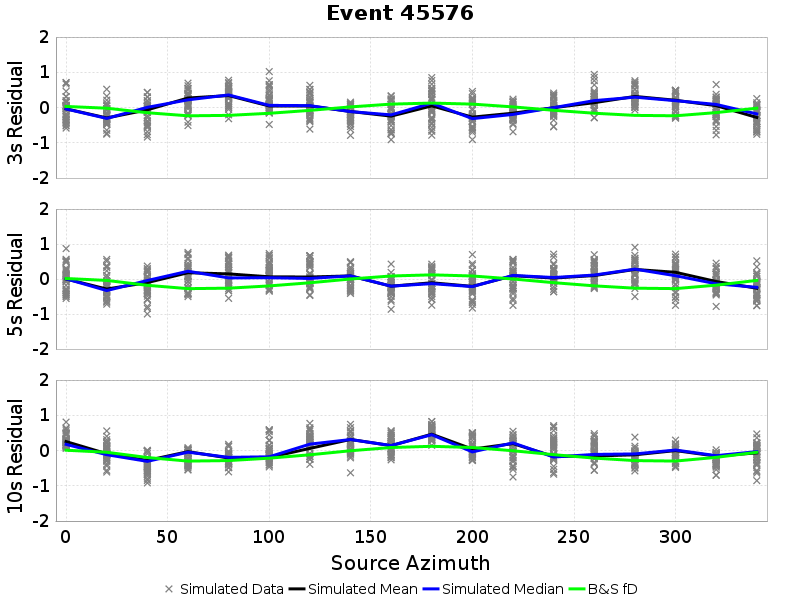 Event 45576
2
1
0
-1
-2
3s Residual
2
1
0
-1
-2
5s Residual
2
1
0
-1
-2
10s Residual
0 50 100 150 200 250 300
Source Azimuth
Simulated Data Simulated Mean Simulated Median B&S fD